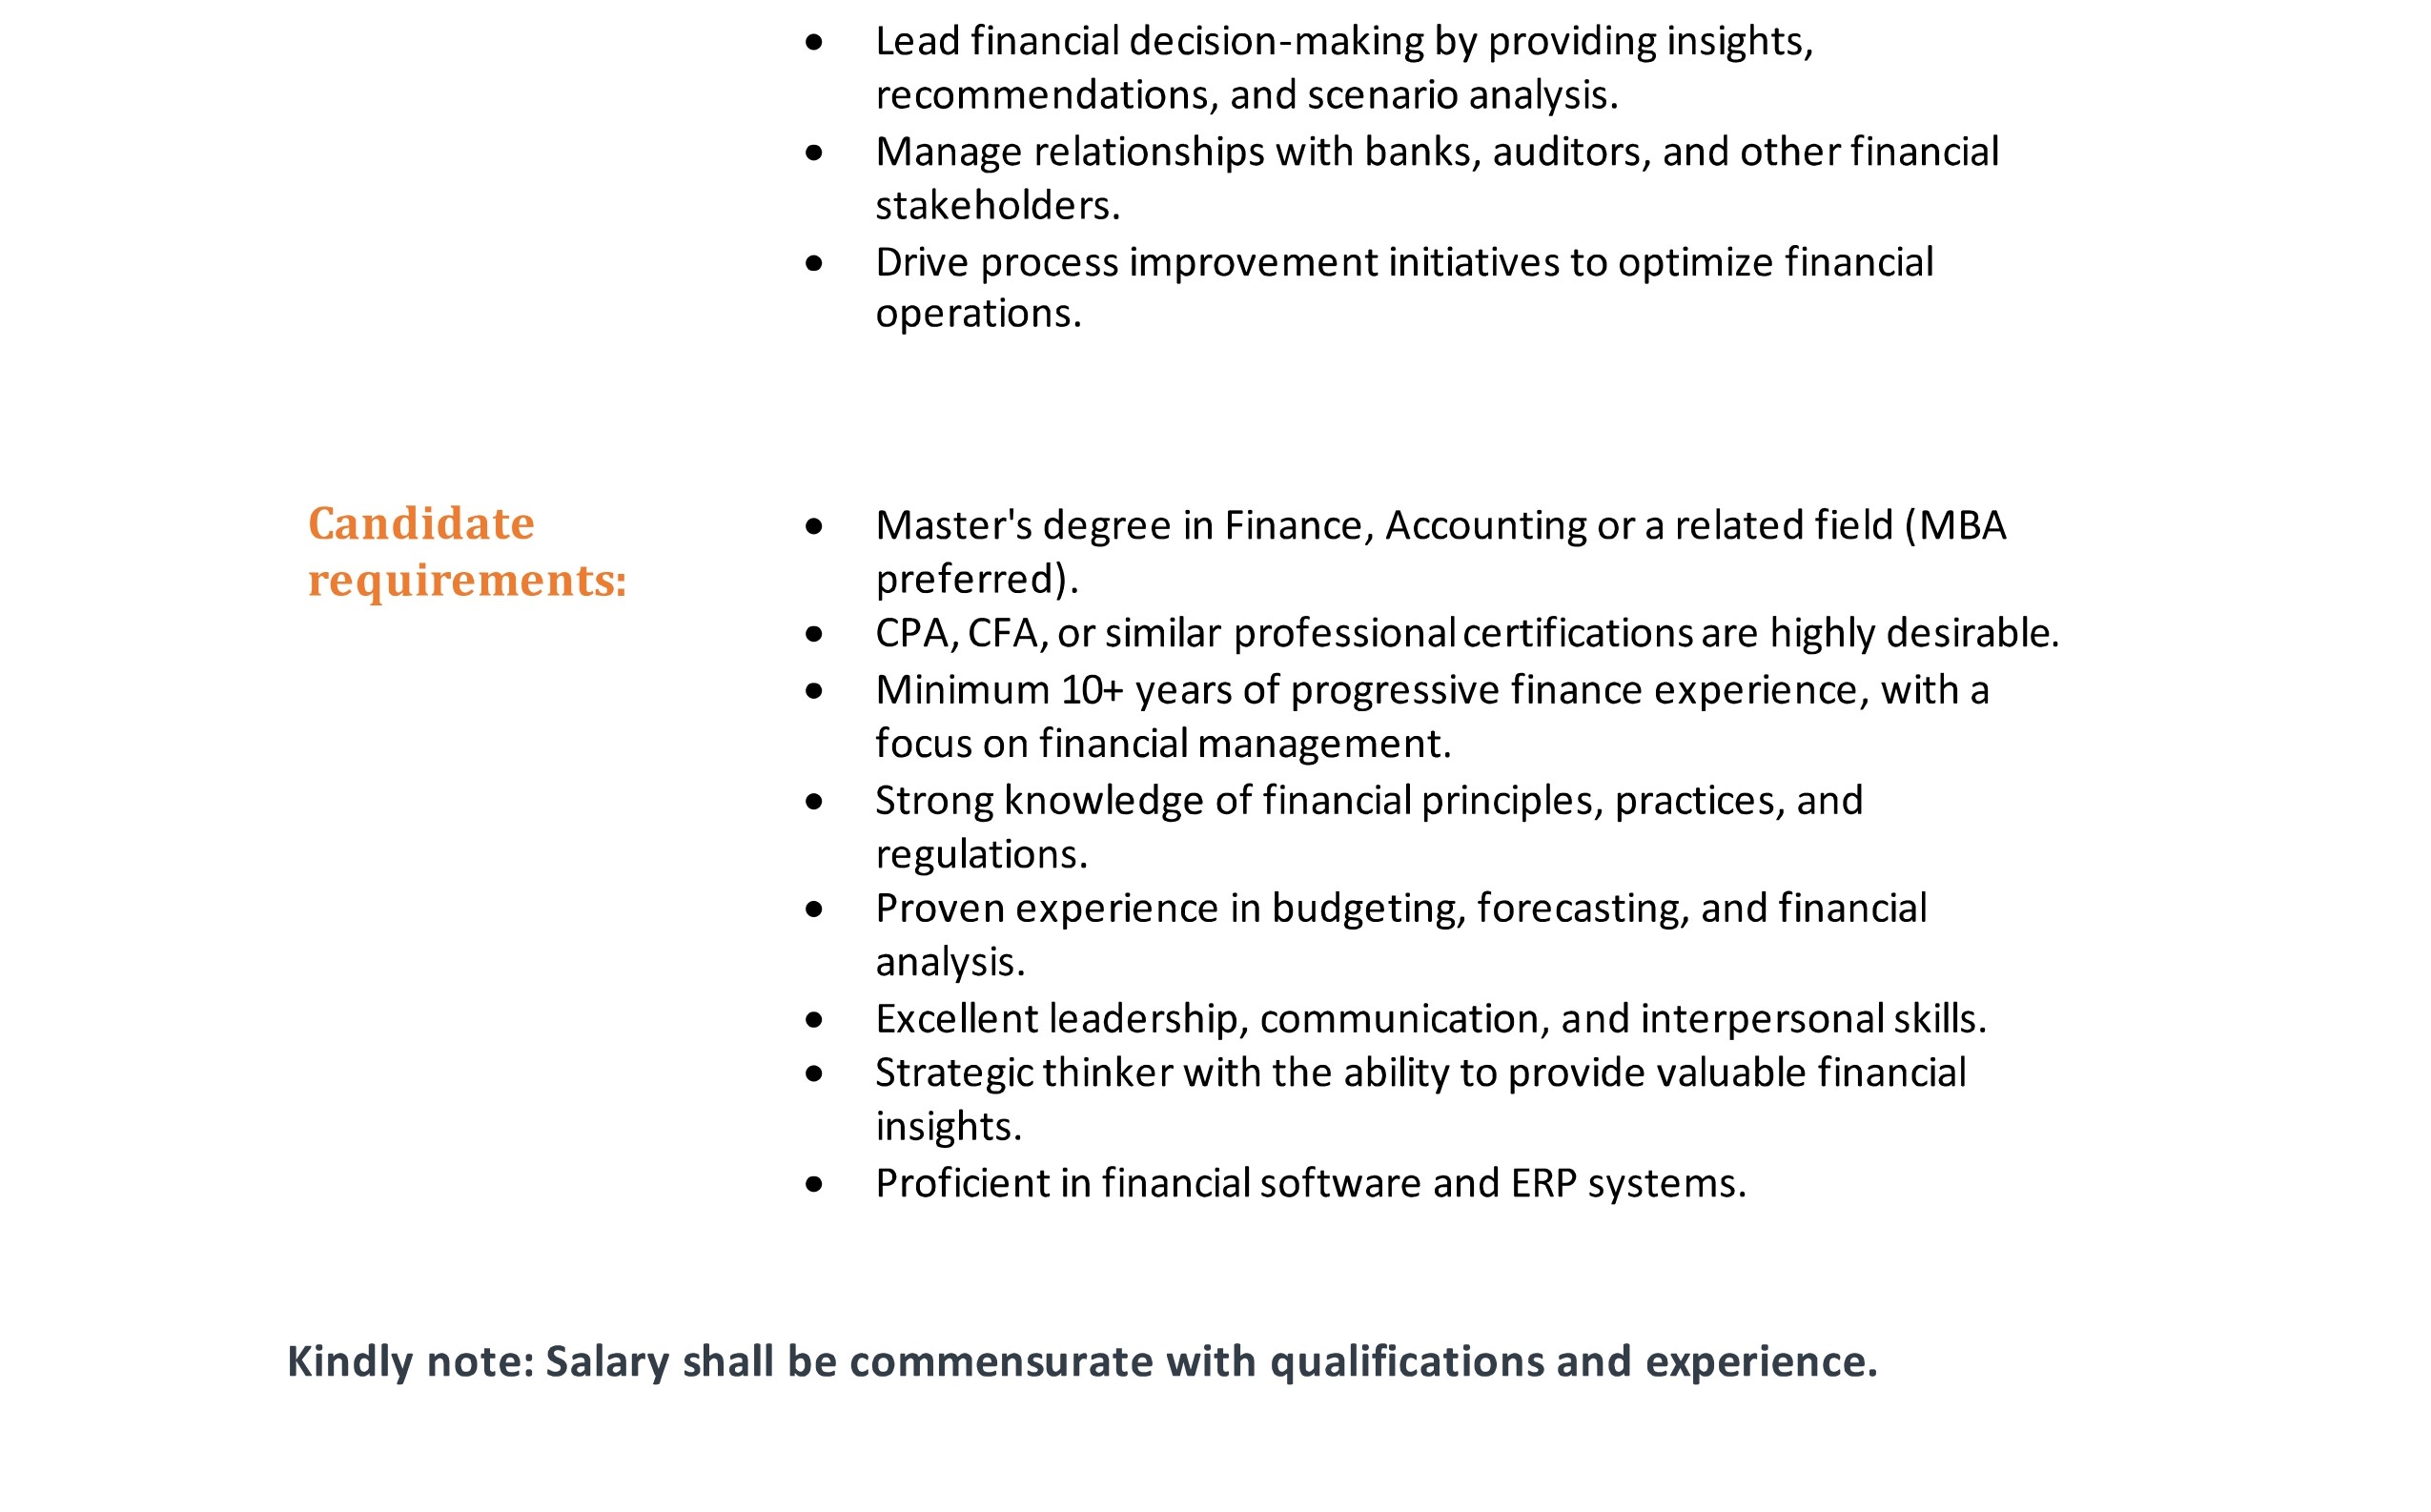 • Lead financial decision-making by providing insights,
recommendations, and scenario analysis.
• Manage relationships with banks, auditors, and other financial
stakeholders.
• Drive process improvement initiatives to optimize financial
operations.
Candidate
requirements:
• Master's degree in Finance, Accounting or a related field (MBA
preferred).
• CPA, CFA, or similar professional certifications are highly desirable.
• Minimum 10+ years of progressive finance experience, with a
focus on financial management.
• Strong knowledge of financial principles, practices, and
regulations.
• Proven experience in budgeting, forecasting, and financial
analysis.
• Excellent leadership, communication, and interpersonal skills.
• Strategic thinker with the ability to provide valuable financial
insights.
• Proficient in financial software and ERP systems.
Kindly note: Salary shall be commensurate with qualifications and experience.